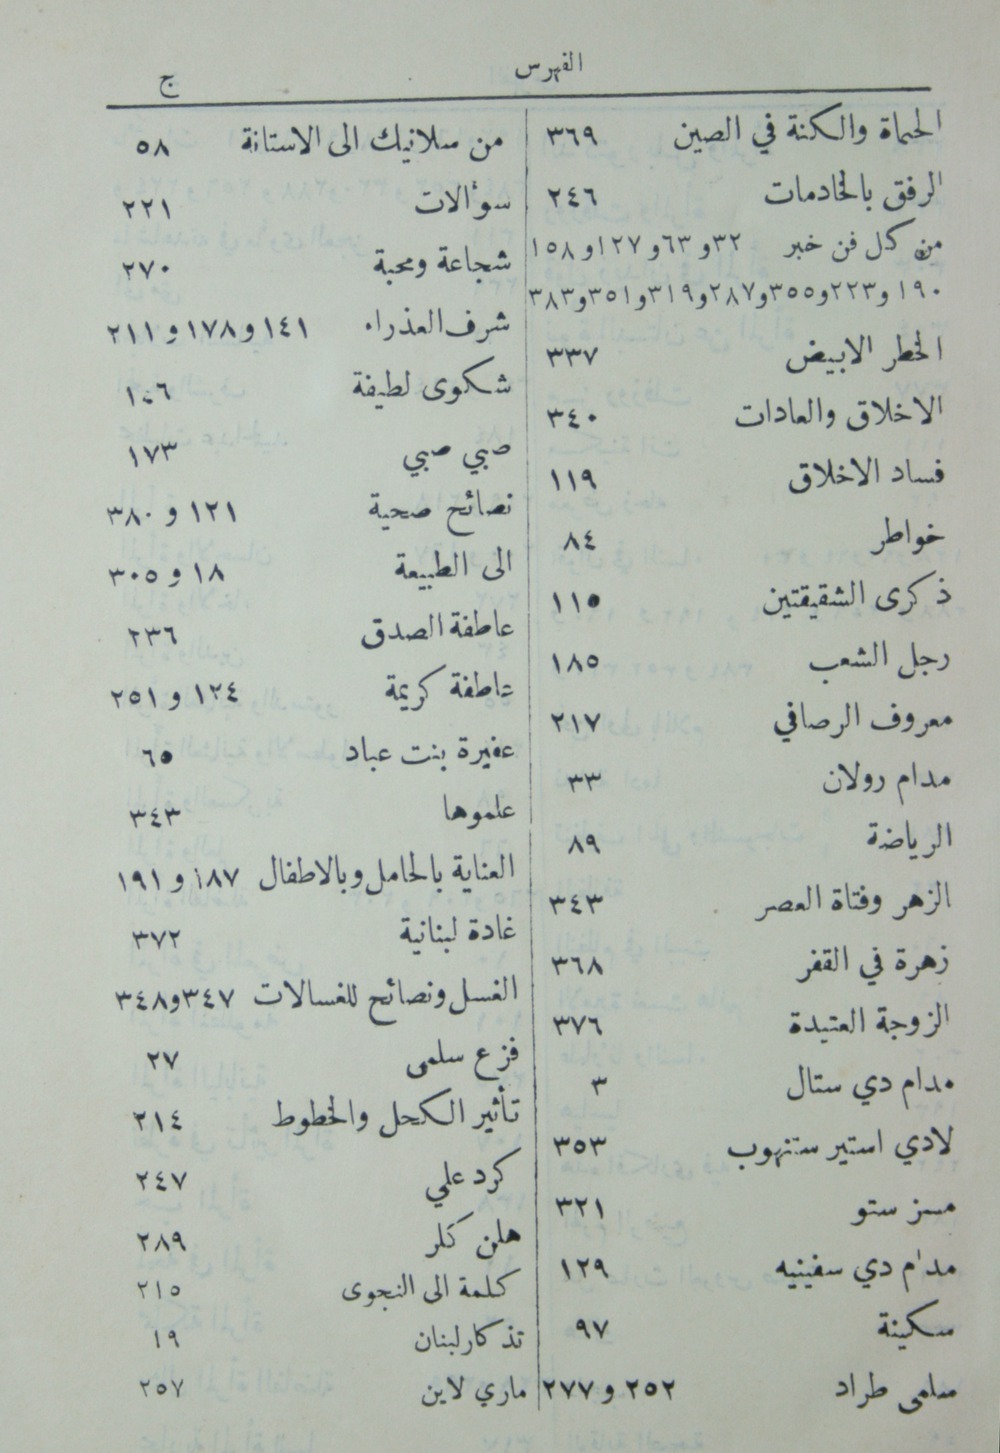 الفهرس
ج
الحماة والكنة في الصين ٣٦٩
الرفق بالخادمات ٢٤٦
من كل فن خبر ٣٢ و ٦٣ و ١٢٧ و ١٥٨
١٩٠ و ٢٢٣ و ٣٥٥ و ٢٨٧ و ٣١٩ و ٣٥١ و ٣٨٣
الخطر الابيض ٣٣٧
الاخلاق والعادات ٣٤٠
فساد الاخلاق ١١٩
خواطر ٨٤
ذكرى الشقيقتين ١١٥
رجل الشعب ١٨٥
معروف الرصافي ٢١٧
مدام رولان ٣٣
الرياضة ٨٩
الزهر وفتاة العصر ٣٤٣
زهرة في القفر ٣٦٨
الزوجة العتيدة ٣٧٦
مدام دي ستال ٣
لادي استير ستنهوب ٣٥٣
مسز ستو ٣٢١
مدام دي سفينيه ١٢٩
سكينة ٩٧
سلمى طراد ٢٥٢ و ٢٧٧
من سلانيك الى الاستانة ٥٨
سؤالات ٢٢١
شجاعة ومحبة ٢٧٠
شرف العذراء ١٤١ و ١٧٨ و ٢١١
شكوى لطيفة ١٤٦
صبي صبي ١٧٣
نصائح صحية ١٢١ و ٣٨٠
الى الطبيعة ١٨ و ٣٠٥
عاطفة الصدق ٢٣٦
عاطفة كريمة ١٢٤ و ٢٥١
عفيرة بنت عباد ٦٥
علموها ٣٤٣
العناية بالحامل وبالاطفال ١٨٧ و ١٩١
غادة لبنانية ٣٧٢
الغسل ونصائح للغسالات ٣٤٧ و ٣٤٨
فزع سلمى ٢٧
تأثير الكحل والخطوط ٢١٤
كرد علي ٢٤٧
هلن كلر ٢٨٩
كلمة الى النجوى ٢١٥
تذكار لبنان ١٩
ماري لاين ٢٥٧